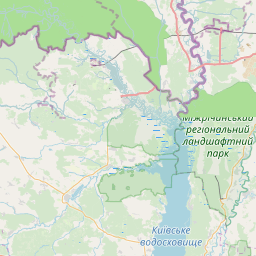 Міжрічинський
регіональний
ландшафтний
парк
Київське
водосховище